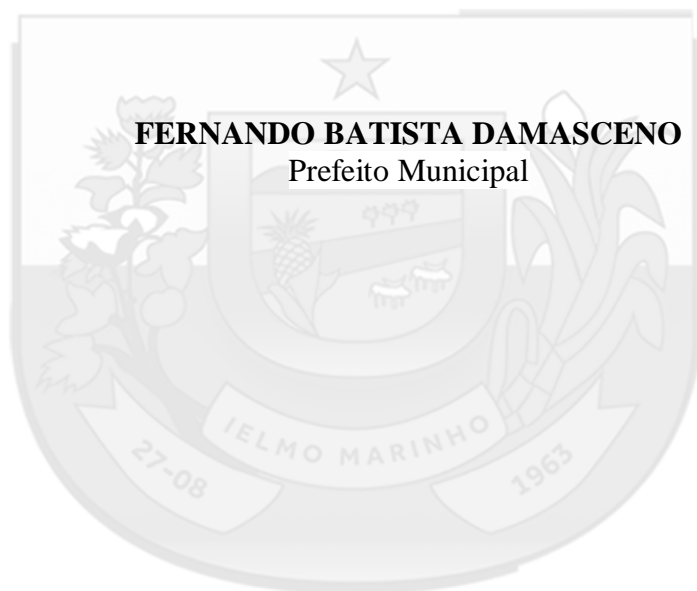 FERNANDO BATISTA DAMASCENO
Prefeito Municipal
IELMO MARINHO
27-08
1963